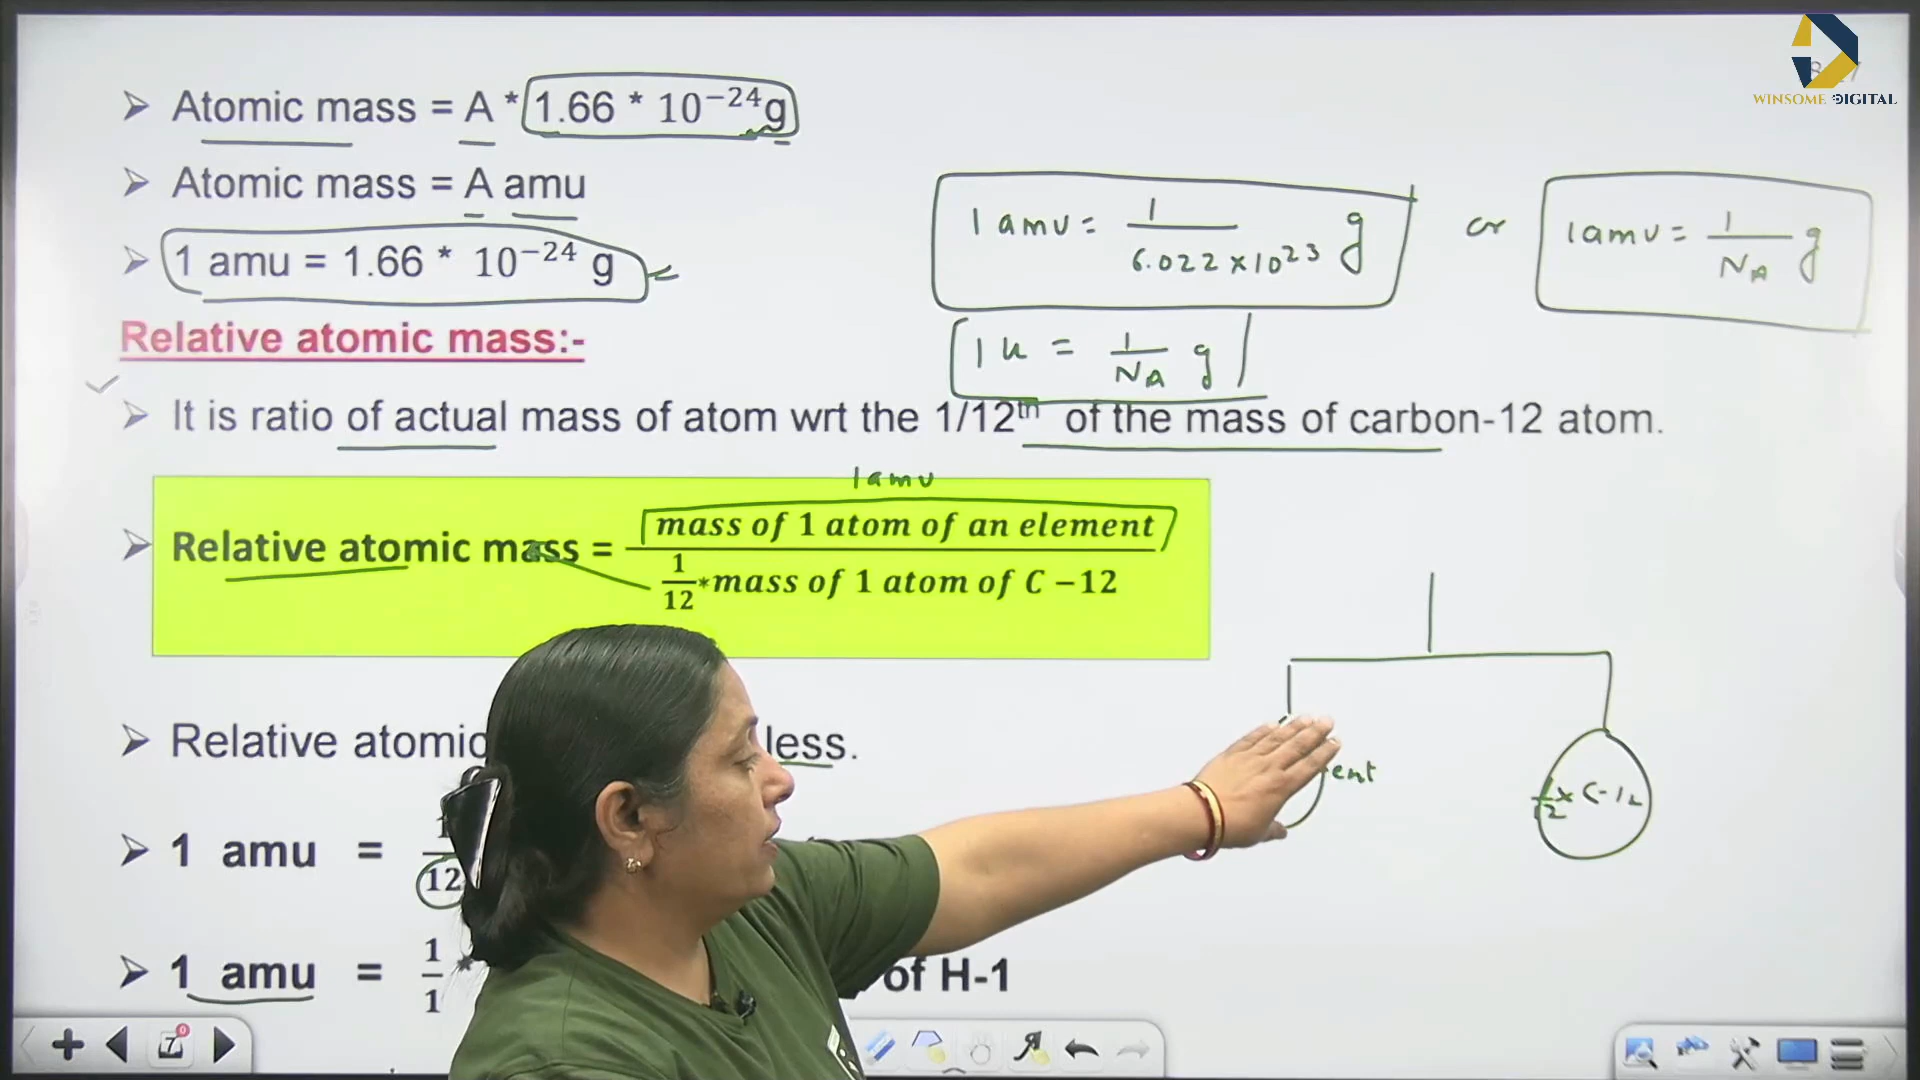 WINSOME DIGITAL
Atomic mass = A * 1.66 * 10⁻²⁴g
Atomic mass = A amu
1 amu = 1.66 * 10⁻²⁴ g
1 amu = 1/6.022×10²³ g or 1 amu = 1/N_A g
1 u = 1/N_A g
Relative atomic mass:-
It is ratio of actual mass of atom wrt the 1/12ᵗʰ of the mass of carbon-12 atom.
1 amu
Relative atomic mass = mass of 1 atom of an element / 1/12 * mass of 1 atom of C −12
Relative atomic less.
ent
1/12 × C-12
1 amu = 12
1 amu = 1/1 * of H-1
7
0